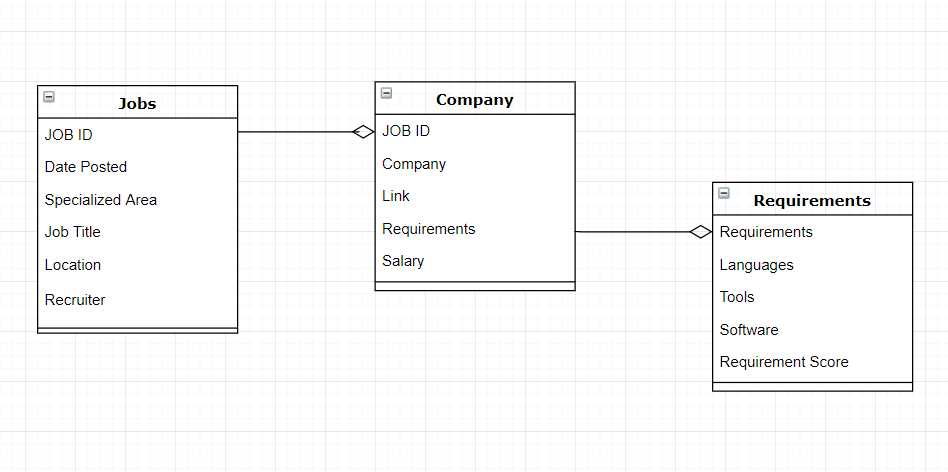 Jobs
JOB ID
Date Posted
Specialized Area
Job Title
Location
Recruiter
Company
JOB ID
Company
Link
Requirements
Salary
Requirements
Requirements
Languages
Tools
Software
Requirement Score